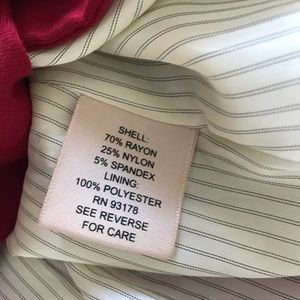 SHELL:
70% RAYON
25% NYLON
5% SPANDEX
LINING:
100% POLYESTER
RN 93178
SEE REVERSE
FOR CARE